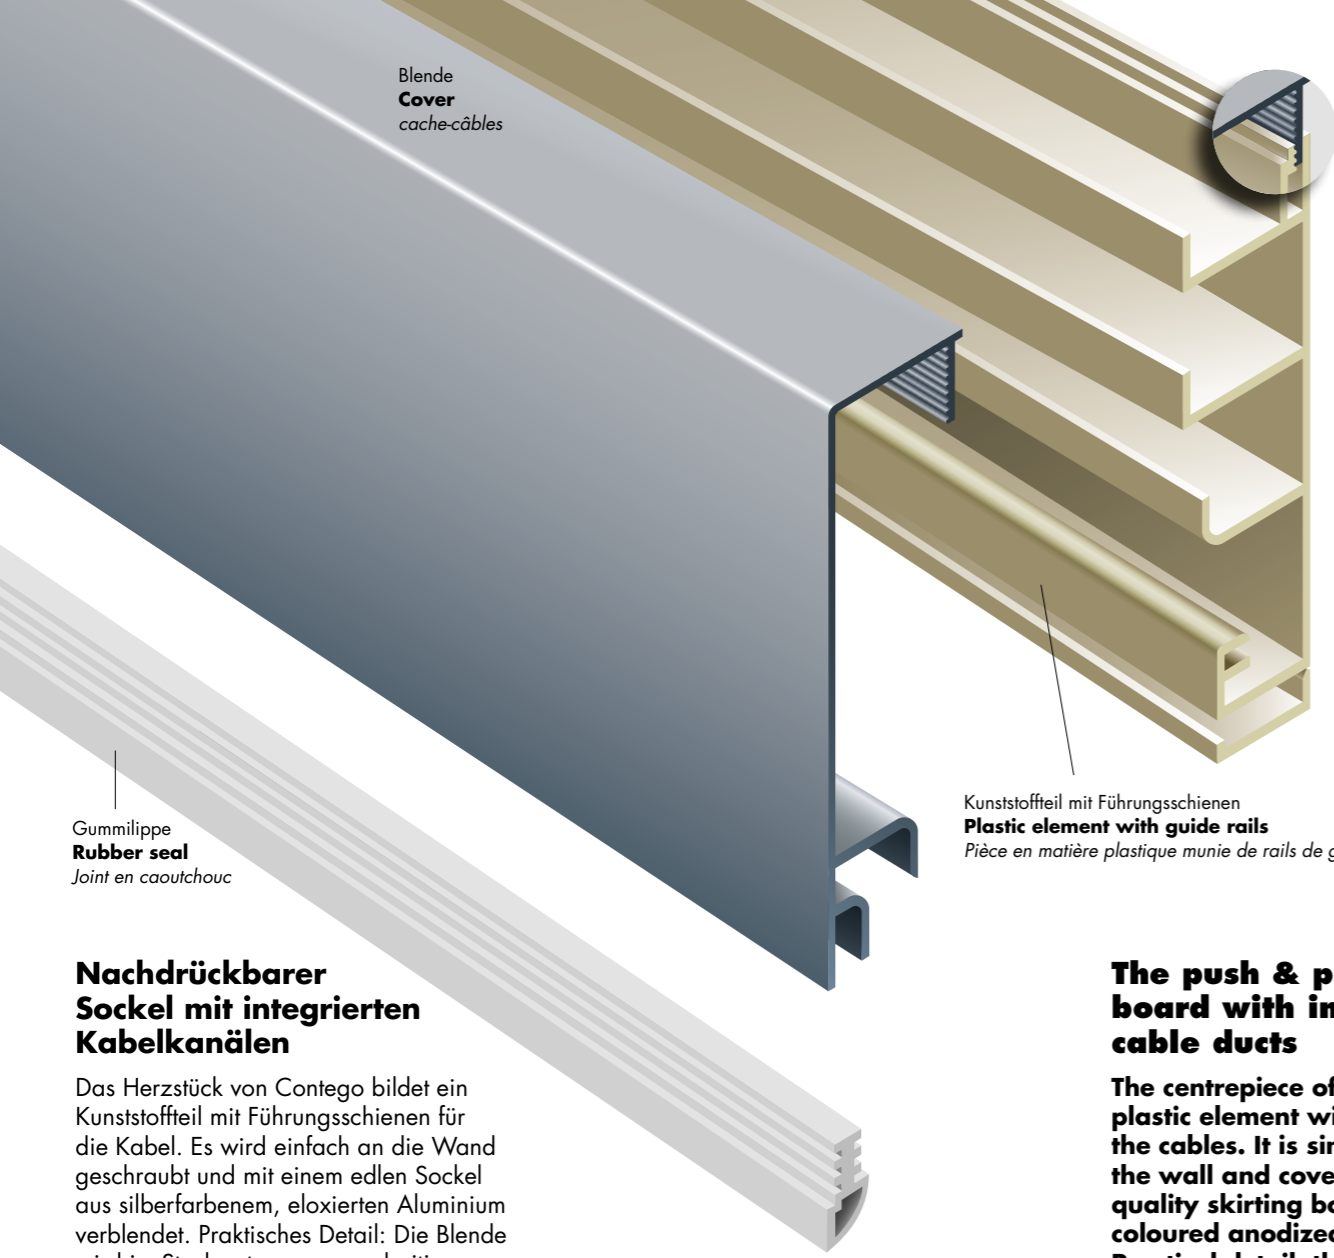 Blende
Cover
cache-câbles
Kunststoffteil mit Führungsschienen
Plastic element with guide rails
Pièce en matière plastique munie de rails de
Gummilippe
Rubber seal
Joint en caoutchouc
Nachdrückbarer
Sockel mit integrierten
Kabelkanälen
Das Herzstück von Contego bildet ein
Kunststoffteil mit Führungsschienen für
die Kabel. Es wird einfach an die Wand
geschraubt und mit einem edlen Sockel
aus silberfarbenem, eloxierten Aluminium
verblendet. Praktisches Detail: Die Blende
The push &
board with
cable ducts
The centrepiece of
plastic element
the cables. It is
the wall and
quality skirting
coloured anodized